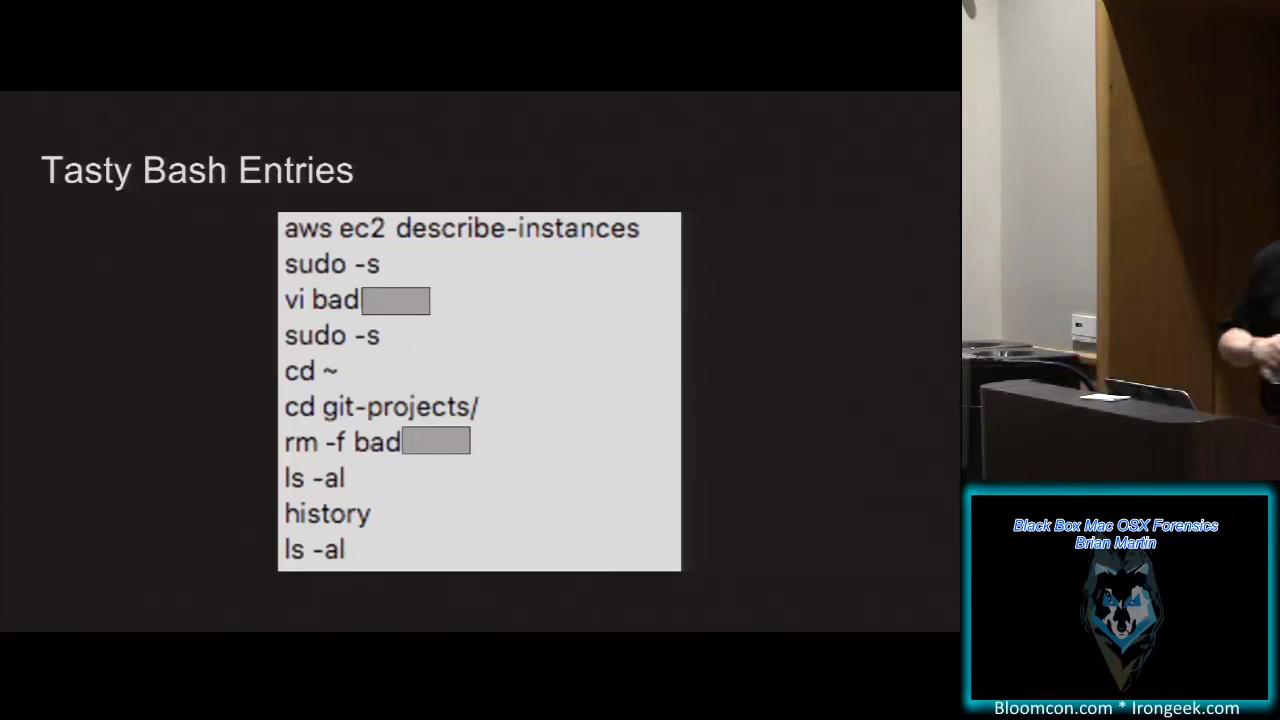 Tasty Bash Entries
aws ec2 describe-instances
sudo -s
vi bad
sudo -s
cd ~
cd git-projects/
rm -f bad
ls -al
history
ls -al
Black Box Mac OSX Forensics
Brian Martin
Bloomcon.com * Irongeek.com